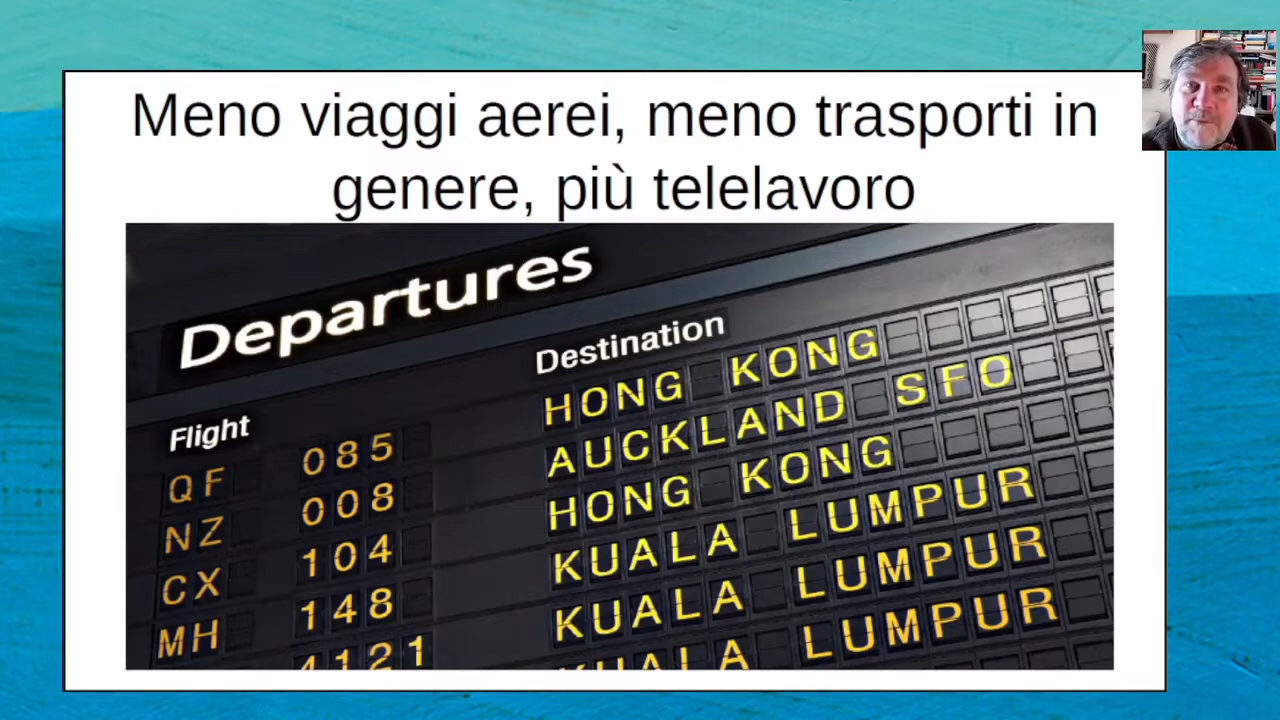 Meno viaggi aerei, meno trasporti in
genere, più telelavoro
Departures
Flight Destination
QF 085 HONG KONG
NZ 008 AUCKLAND SFO
CX 104 HONG KONG
MH 148 KUALA LUMPUR
4121 KUALA LUMPUR
KUALA LUMPUR